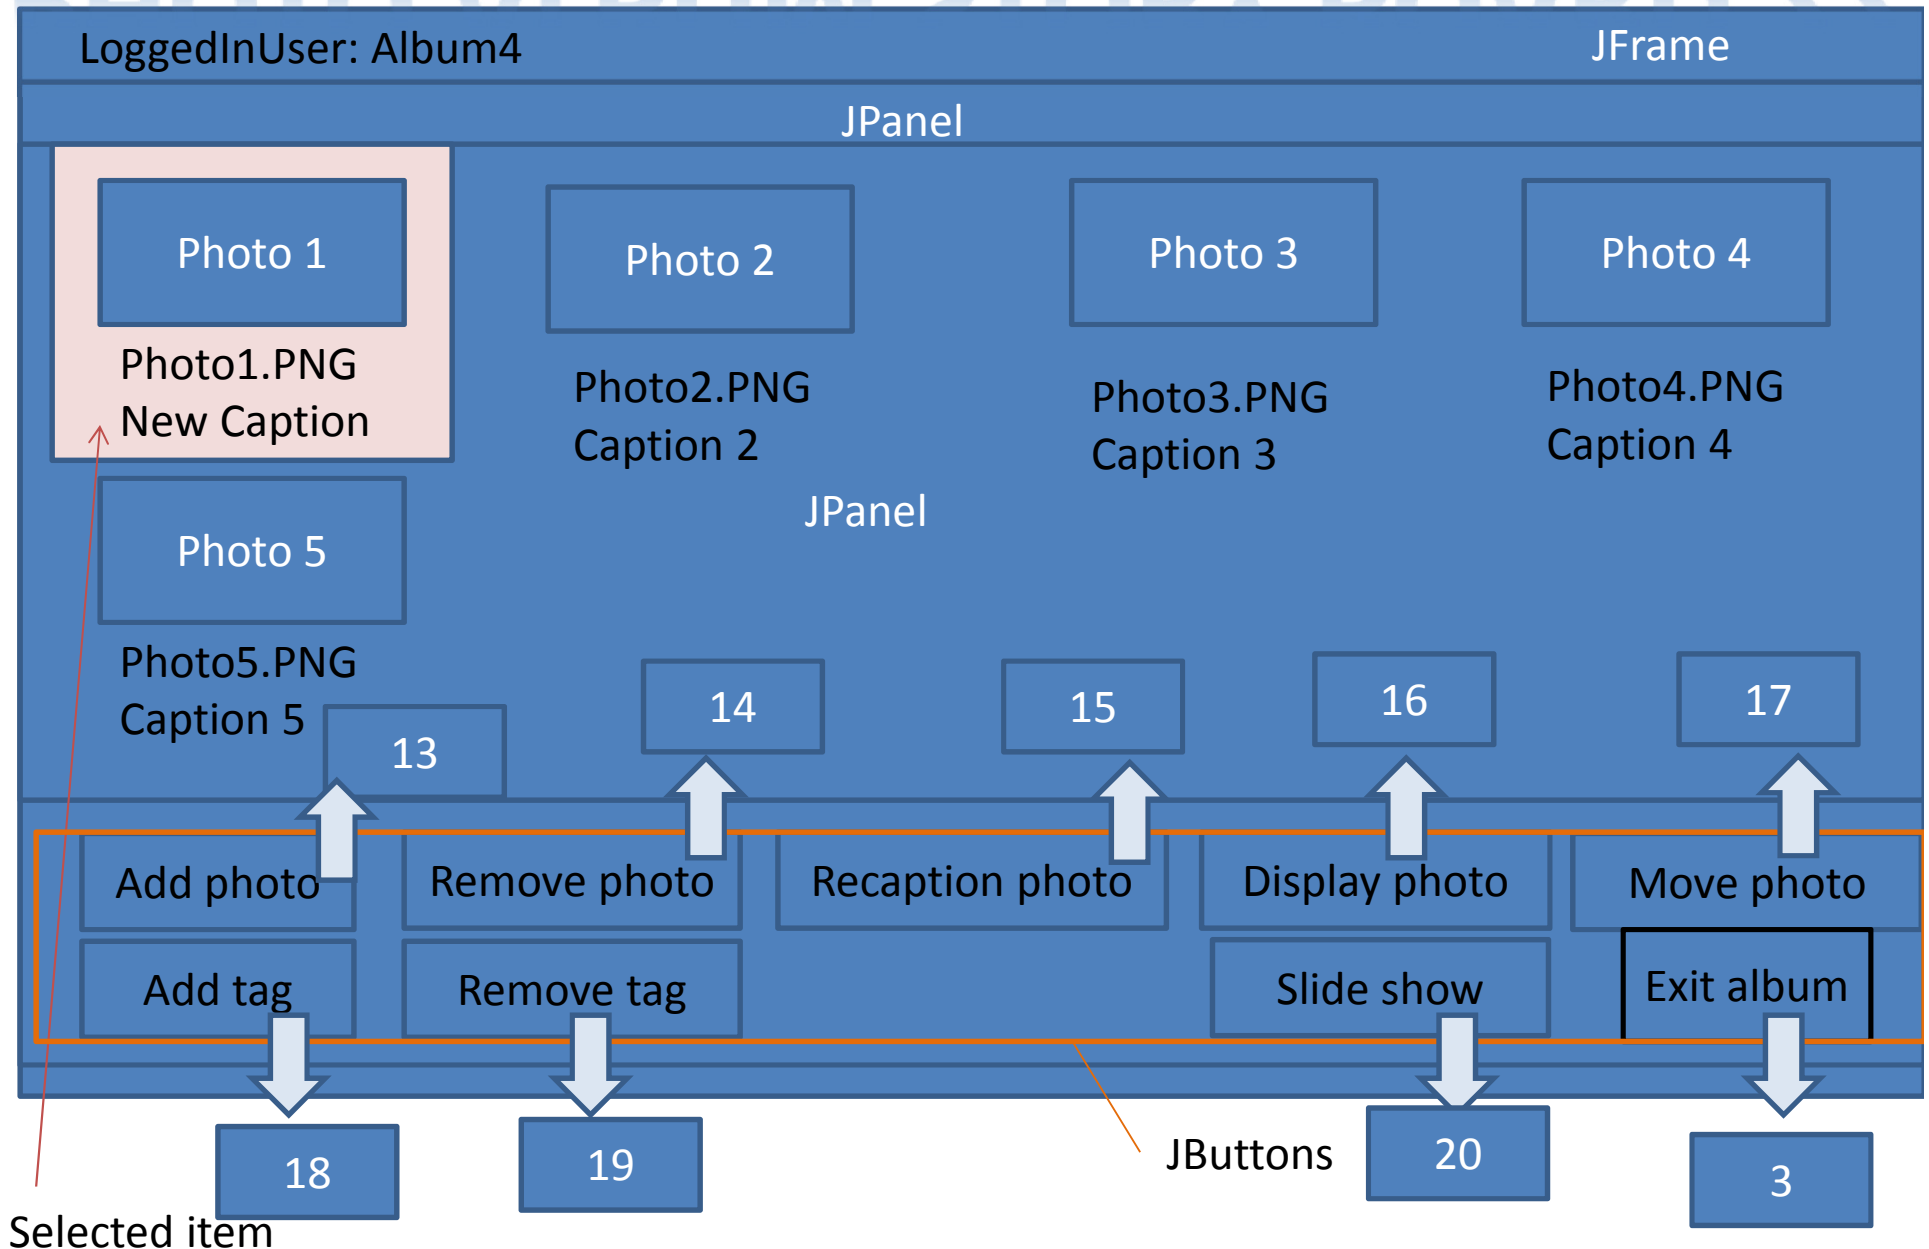 LoggedInUser: Album4
JFrame
JPanel
Photo 1
Photo 2
Photo 3
Photo 4
Photo1.PNG
New Caption
Photo2.PNG
Caption 2
Photo3.PNG
Caption 3
Photo4.PNG
Caption 4
JPanel
Photo 5
Photo5.PNG
Caption 5
13
14
15
16
17
Add photo
Remove photo
Recaption photo
Display photo
Move photo
Add tag
Remove tag
Slide show
Exit album
18
19
JButtons
20
3
Selected item